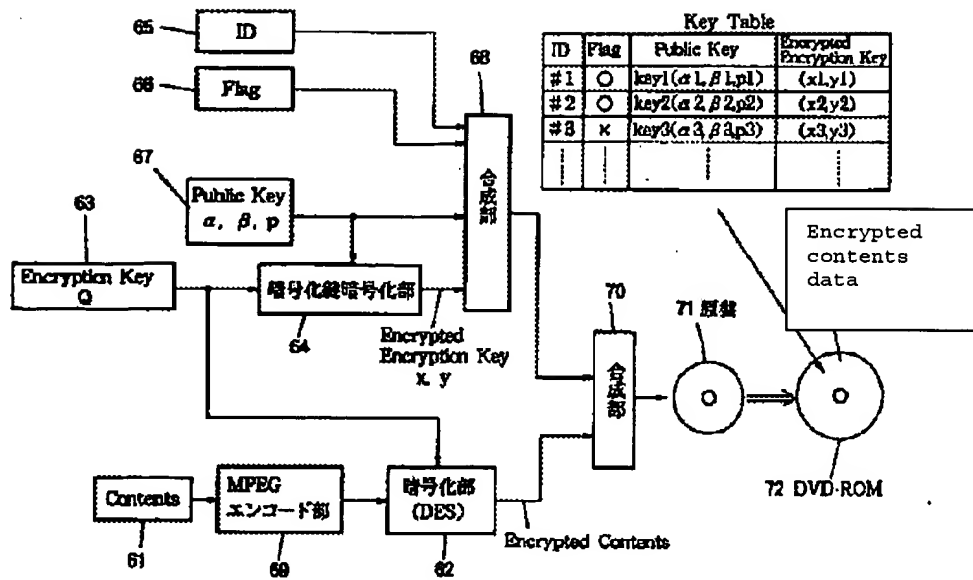 65
ID
66
Flag
67
Public Key
α, β, p
63
Encryption Key
Q
暗号化鍵暗号化部
64
Encrypted
Encryption Key
x, y
68
合成部
Key Table
ID Flag Public Key Encrypted Encryption Key
#1 ○ key1(α1, β1, p1) (x1, y1)
#2 ○ key2(α2, β2, p2) (x2, y2)
#3 × key3(α3, β3, p3) (x3, y3)
Encrypted
contents
data
70
合成部
71 原盤
72 DVD-ROM
Contents
61
MPEG
エンコード部
69
暗号化部
(DES)
62
Encrypted Contents